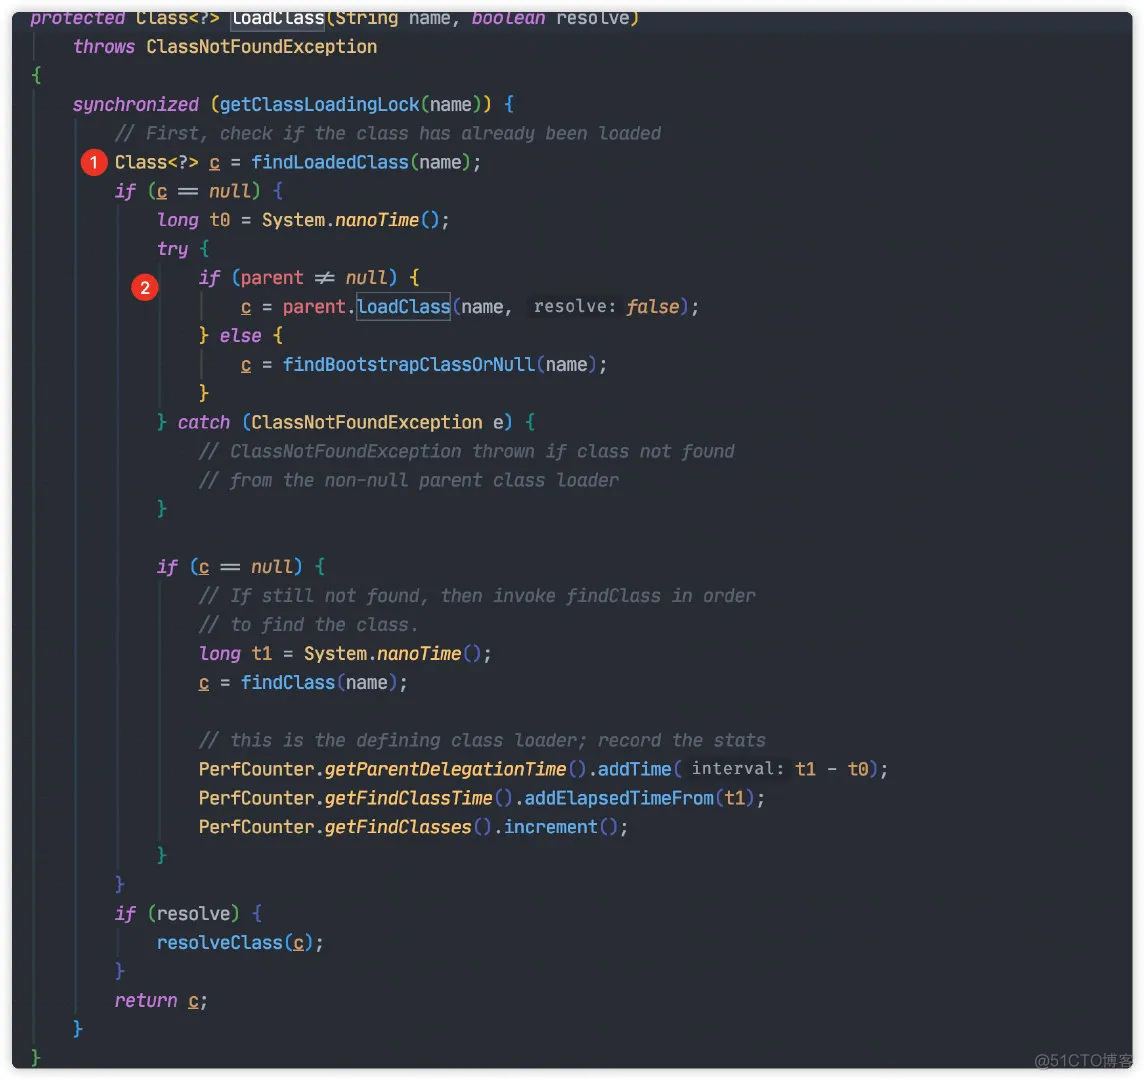 protected Class<?> loadClass(String name, boolean resolve)
throws ClassNotFoundException
{
synchronized (getClassLoadingLock(name)) {
// First, check if the class has already been loaded
1 Class<?> c = findLoadedClass(name);
if (c == null) {
long t0 = System.nanoTime();
try {
2 if (parent != null) {
c = parent.loadClass(name, resolve: false);
} else {
c = findBootstrapClassOrNull(name);
}
} catch (ClassNotFoundException e) {
// ClassNotFoundException thrown if class not found
// from the non-null parent class loader
}
if (c == null) {
// If still not found, then invoke findClass in order
// to find the class.
long t1 = System.nanoTime();
c = findClass(name);
// this is the defining class loader; record the stats
PerfCounter.getParentDelegationTime().addTime( interval: t1 - t0);
PerfCounter.getFindClassTime().addElapsedTimeFrom(t1);
PerfCounter.getFindClasses().increment();
}
}
if (resolve) {
resolveClass(c);
}
return c;
}
}
@51CTO博客